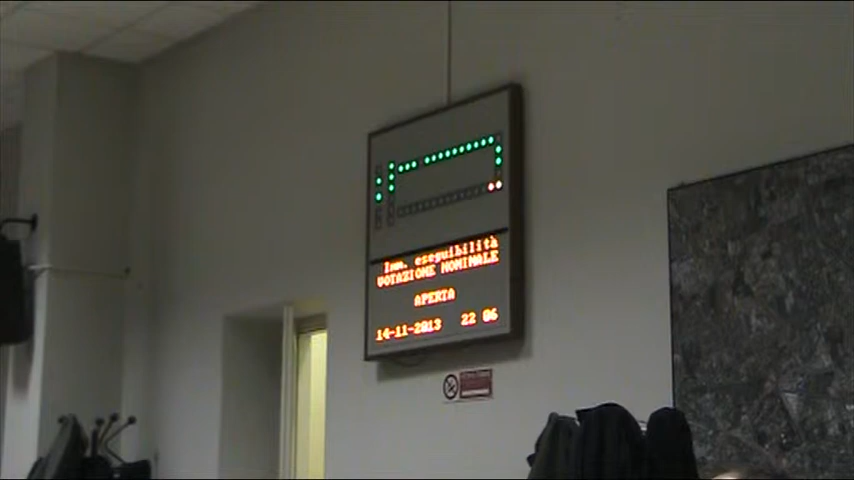 Imm. eseguibilità
VOTAZIONE NOMINALE
APERTA
14-11-2013 22 06